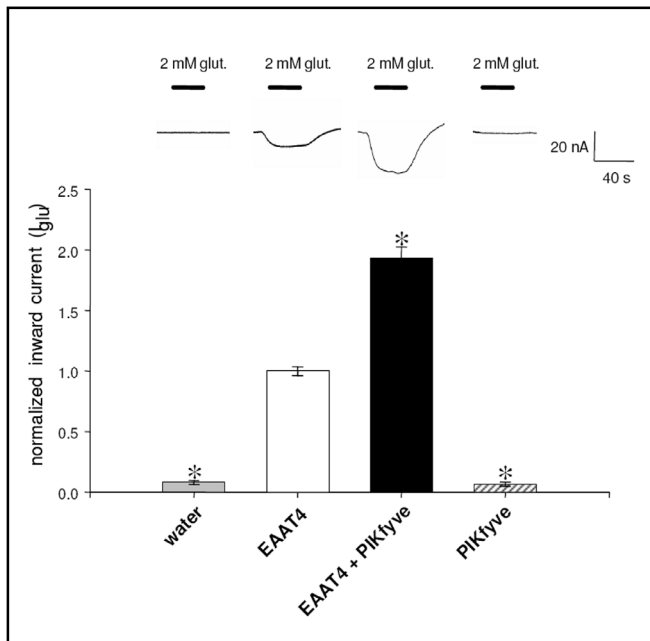 2 mM glut. 2 mM glut. 2 mM glut. 2 mM glut.
20 nA
40 s
normalized inward current (Iglu)
2.5
2.0
1.5
1.0
0.5
0.0
* * *
water
EAAT4
EAAT4 + PIKfyve
PIKfyve